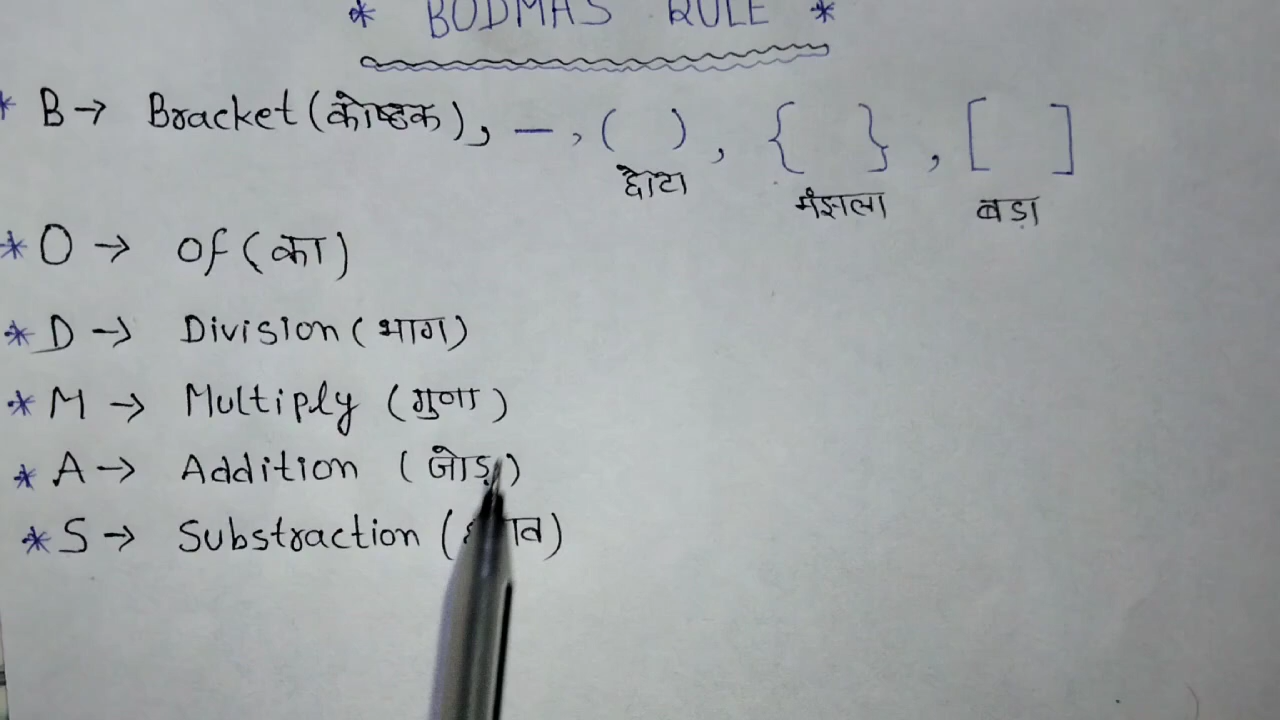 * BODMAS RULE *
* B → Bracket (कोष्ठक), —, ( ), { }, [ ]
छोटा मंझला बड़ा
* O → of (का)
* D → Division (भाग)
* M → Multiply (गुणा)
* A → Addition (जोड़)
* S → Substraction ( )